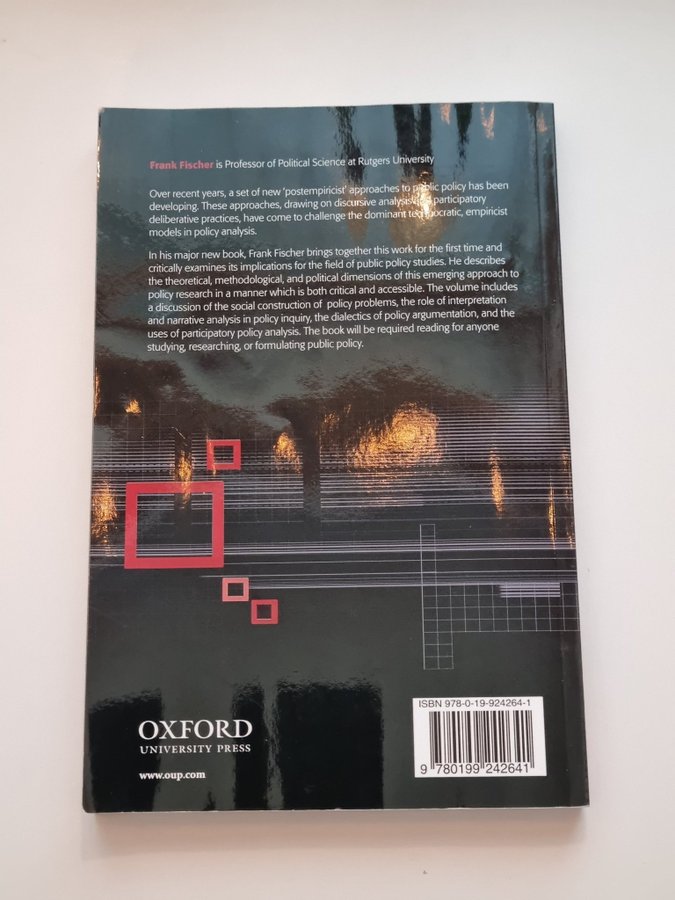 Frank Fischer is Professor of Political Science at Rutgers University
Over recent years, a set of new 'postempiricist' approaches to public policy has been
developing. These approaches, drawing on discursive analysis and participatory
deliberative practices, have come to challenge the dominant technocratic, empiricist
models in policy analysis.
In his major new book, Frank Fischer brings together this work for the first time and
critically examines its implications for the field of public policy studies. He describes
the theoretical, methodological, and political dimensions of this emerging approach to
policy research in a manner which is both critical and accessible. The volume includes
a discussion of the social construction of policy problems, the role of interpretation
and narrative analysis in policy inquiry, the dialectics of policy argumentation, and the
uses of participatory policy analysis. The book will be required reading for anyone
studying, researching, or formulating public policy.
OXFORD
UNIVERSITY PRESS
www.oup.com
ISBN 978-0-19-924264-1
9 780199 242641